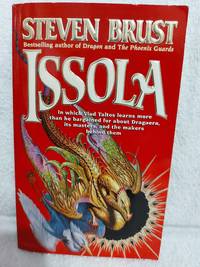 STEVEN BRUST
Bestselling author of Dragon and The Phoenix Guards
ISSOLA
In which Vlad Taltos learns more
than he bargained for about Dragaera,
its masters, and the makers
behind them